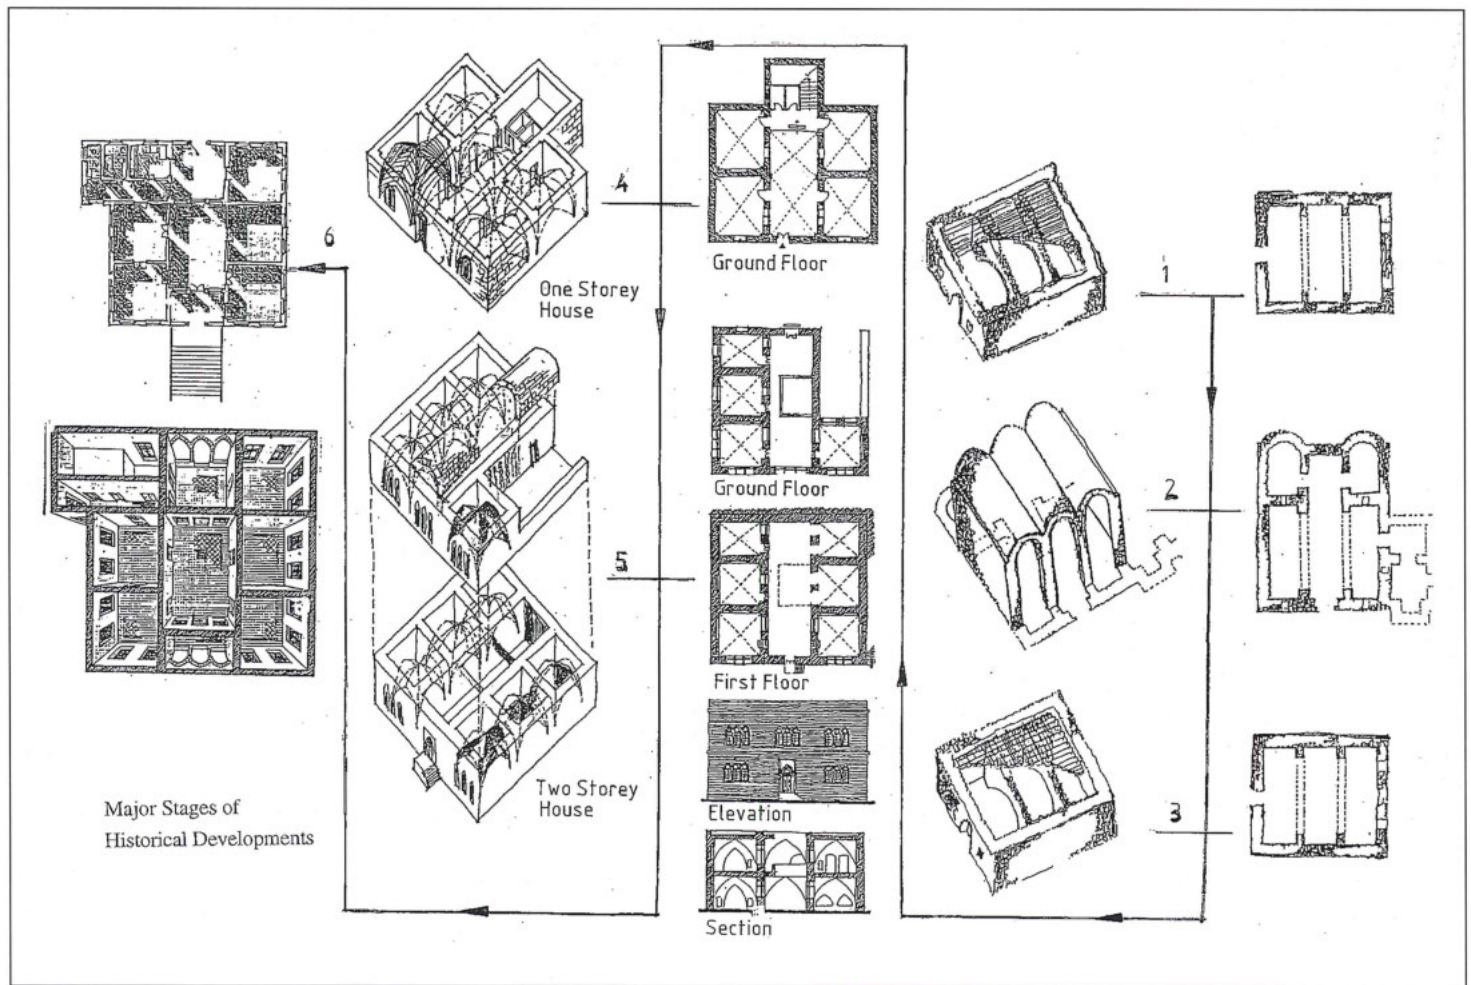 6
4
One Storey
House
Ground Floor
1
Ground Floor
2
5
First Floor
Two Storey
House
Elevation
3
Section
Major Stages of
Historical Developments